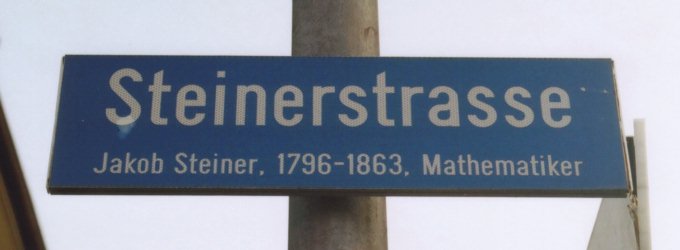 Steinerstrasse
Jakob Steiner, 1796-1863, Mathematiker